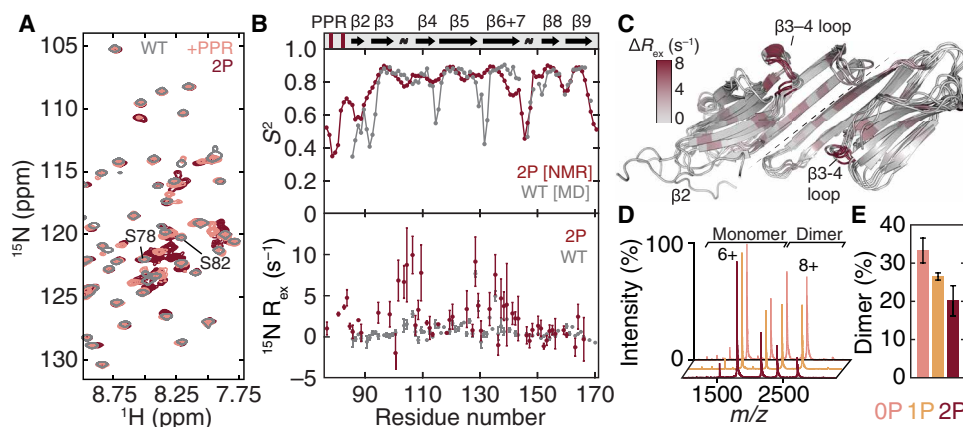 A
WT
+PPR
2P
S78
S82
105
110
115
120
125
130
15N (ppm)
8.75
8.25
7.75
1H (ppm)
B
PPR β2 β3 β4 β5 β6+7 β8 β9
1.0
0.8
0.6
0.4
S2
2P [NMR]
WT [MD]
0
15
10
5
0
−5
15N Rex (s−1)
2P
WT
90
110
130
150
170
Residue number
C
ΔRex (s−1)
8
4
0
β3–4
loop
β2
β3-4
loop
D
Monomer Dimer
6+
8+
100
0
Intensity (%)
1500
2500
m/z
E
40
30
20
10
0
Dimer (%)
0P 1P 2P